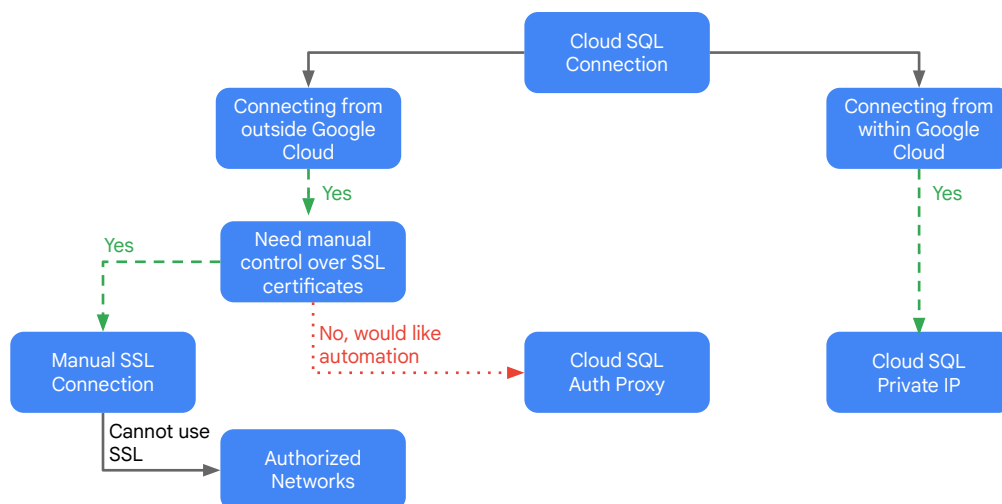 Cloud SQL
Connection
Connecting from
outside Google
Cloud
Connecting from
within Google
Cloud
Yes
Yes
Need manual
control over SSL
certificates
Yes
No, would like
automation
Manual SSL
Connection
Cloud SQL
Auth Proxy
Cloud SQL
Private IP
Cannot use
SSL
Authorized
Networks